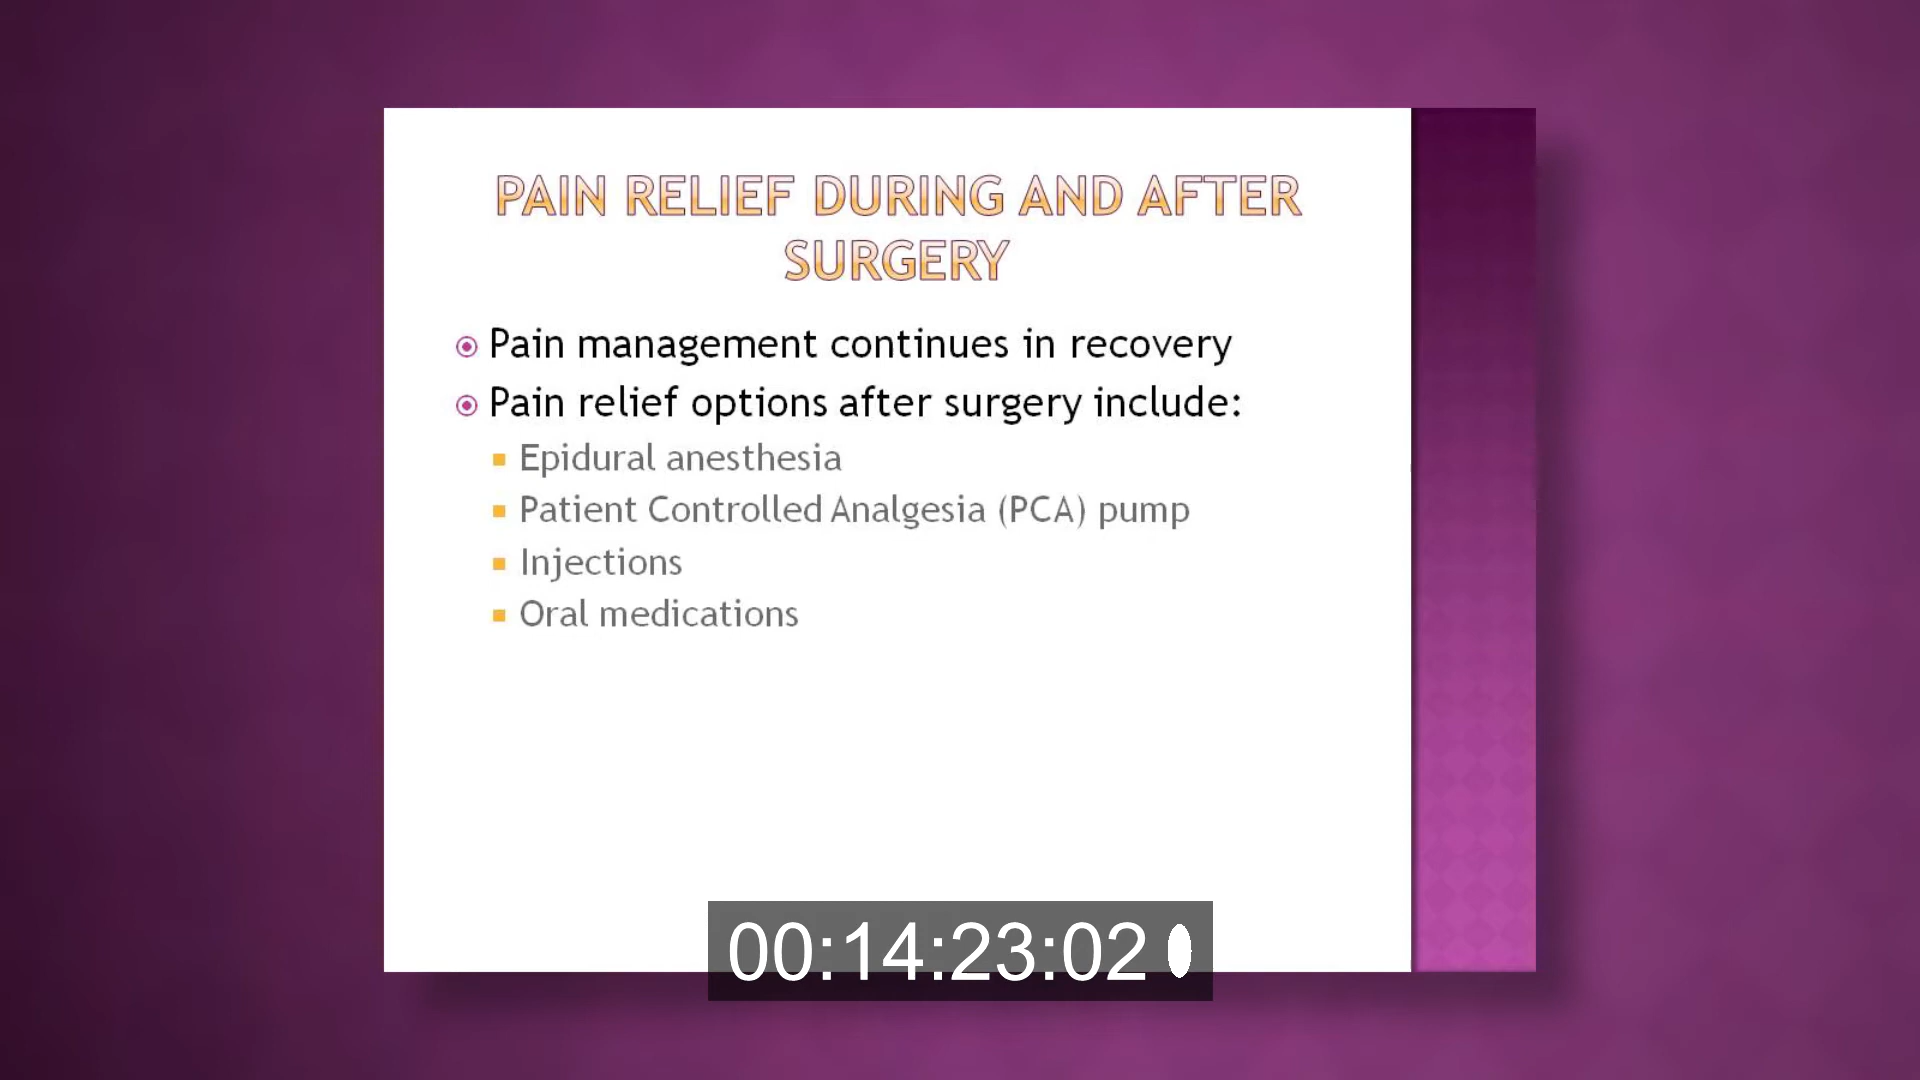 PAIN RELIEF DURING AND AFTER
SURGERY
Pain management continues in recovery
Pain relief options after surgery include:
Epidural anesthesia
Patient Controlled Analgesia (PCA) pump
Injections
Oral medications
00:14:23:02